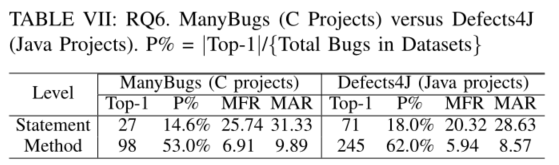 TABLE VII: RQ6. ManyBugs (C Projects) versus Defects4J
(Java Projects). P% = |Top-1|/{Total Bugs in Datasets}
Level ManyBugs (C projects) Defects4J (Java projects)
Top-1 P% MFR MAR Top-1 P% MFR MAR
Statement 27 14.6% 25.74 31.33 71 18.0% 20.32 28.63
Method 98 53.0% 6.91 9.89 245 62.0% 5.94 8.57